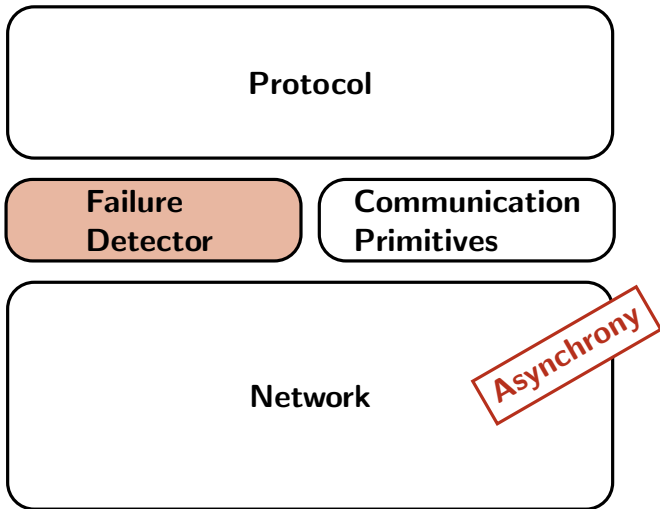 Protocol
Failure
Detector
Communication
Primitives
Asynchrony
Network